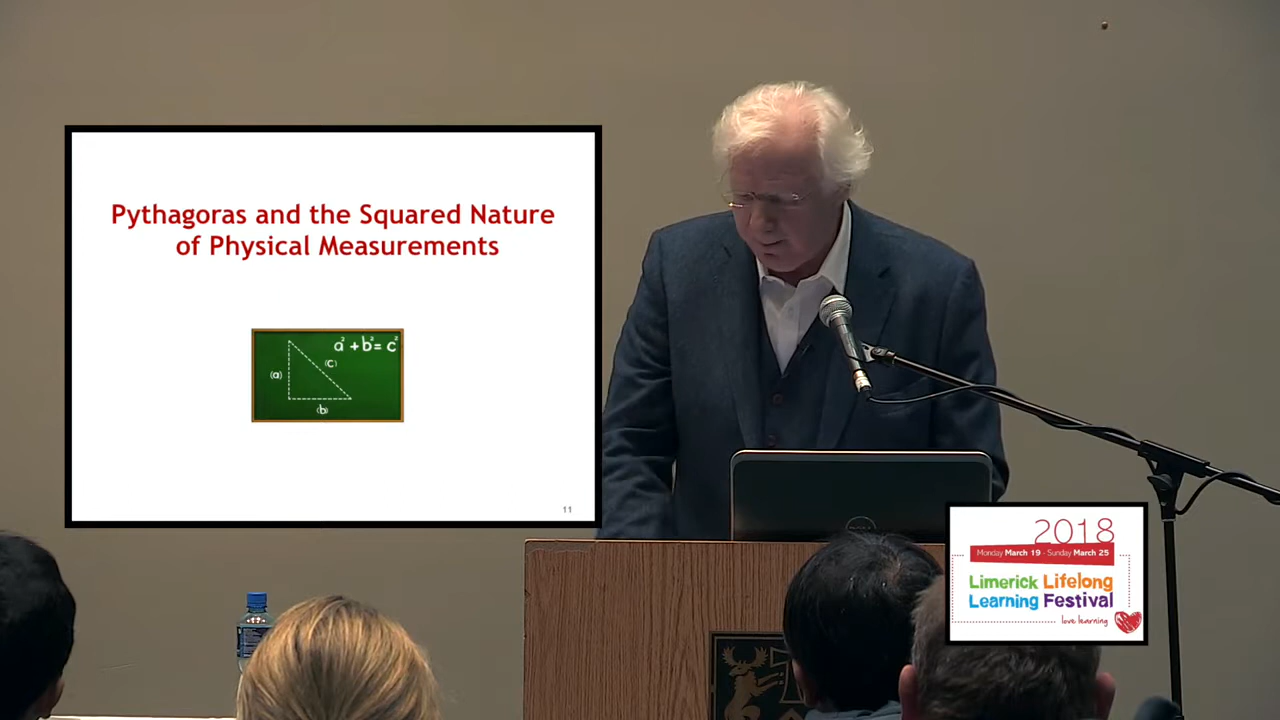 Pythagoras and the Squared Nature
of Physical Measurements
a² + b² = c²
(a)
(c)
(b)
11
2018
Monday March 19 - Sunday March 25
Limerick Lifelong
Learning Festival
love learning